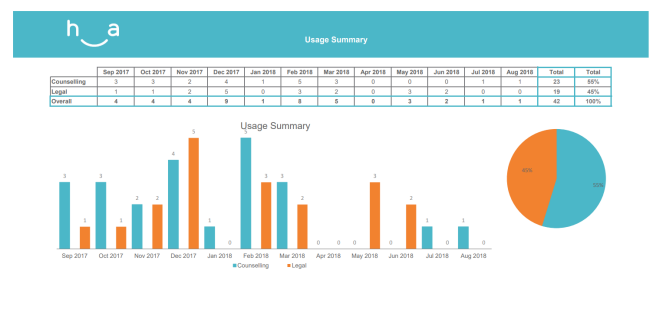 h a
Usage Summary
Sep 2017 Oct 2017 Nov 2017 Dec 2017 Jan 2018 Feb 2018 Mar 2018 Apr 2018 May 2018 Jun 2018 Jul 2018 Aug 2018 Total Total
Counselling 3 3 2 4 1 5 3 0 0 0 1 1 23 55%
Legal 1 1 2 5 0 3 2 0 3 2 0 0 19 45%
Overall 4 4 4 9 1 8 5 0 3 2 1 1 42 100%
Usage Summary
3 1 3 1 2 2 4 5 1 0 5 3 3 2 0 0 0 3 0 2 1 0 1 0
Sep 2017 Oct 2017 Nov 2017 Dec 2017 Jan 2018 Feb 2018 Mar 2018 Apr 2018 May 2018 Jun 2018 Jul 2018 Aug 2018
Counselling Legal
45%
55%